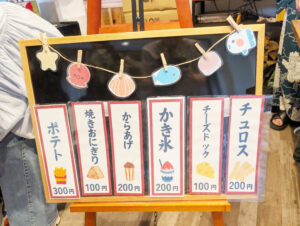 ポテト
300円
焼きおにぎり
100円
からあげ
200円
かき氷
200円
チーズドック
200円
チュロス
200円